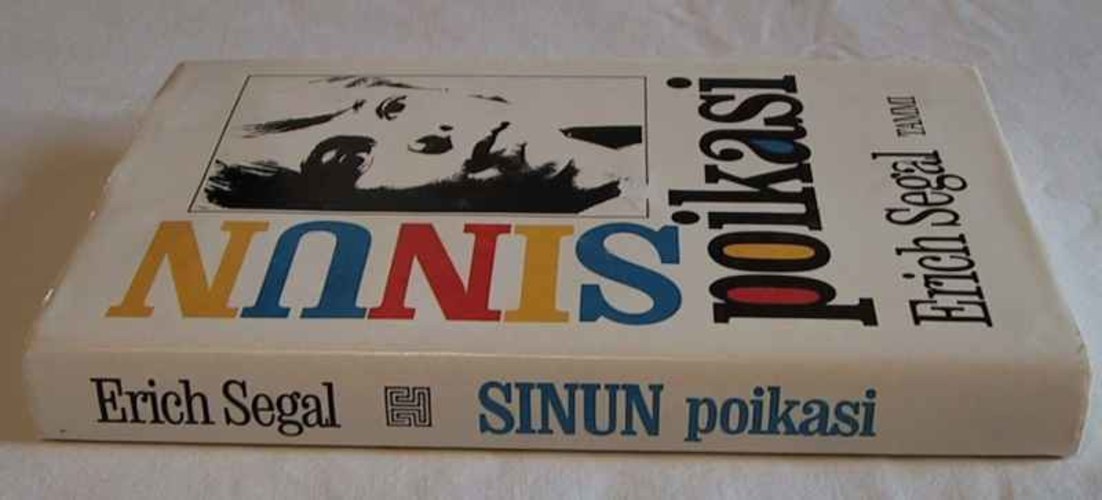 SINUN
poikasi
Erich Segal
TAMMI
Erich Segal
SINUN poikasi